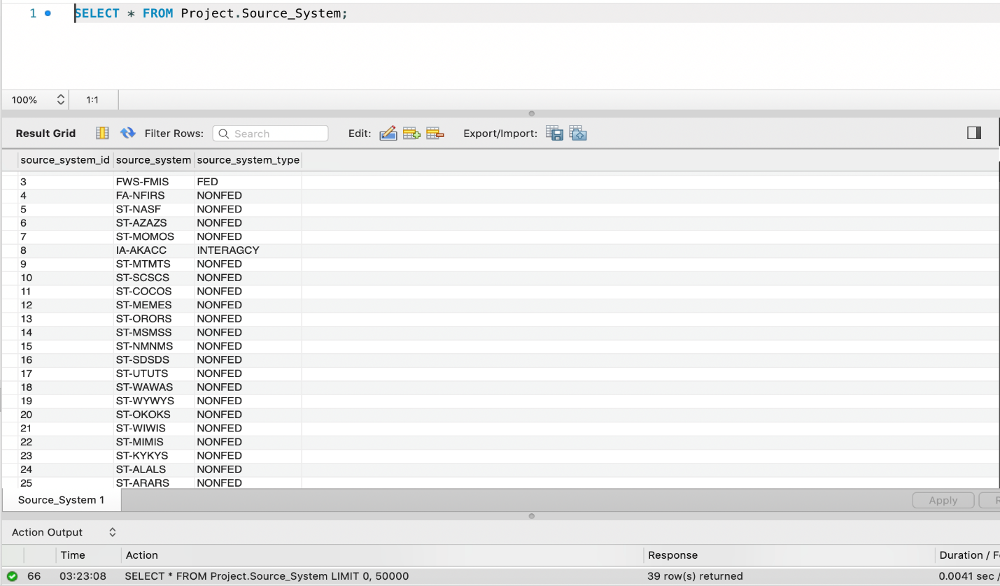 1 SELECT * FROM Project.Source_System;
100% 1:1
Result Grid Filter Rows: Search Edit: Export/Import:
source_system_id source_system source_system_type
3 FWS-FMIS FED
4 FA-NFIRS NONFED
5 ST-NASF NONFED
6 ST-AZAZS NONFED
7 ST-MOMOS NONFED
8 IA-AKACC INTERAGCY
9 ST-MTMTS NONFED
10 ST-SCSCS NONFED
11 ST-COCOS NONFED
12 ST-MEMES NONFED
13 ST-ORORS NONFED
14 ST-MSMSS NONFED
15 ST-NMNMS NONFED
16 ST-SDSDS NONFED
17 ST-UTUTS NONFED
18 ST-WAWAS NONFED
19 ST-WYWYS NONFED
20 ST-OKOKS NONFED
21 ST-WIWIS NONFED
22 ST-MIMIS NONFED
23 ST-KYKYS NONFED
24 ST-ALALS NONFED
25 ST-ARARS NONFED
Source_System 1 Apply R
Action Output
Time Action Response Duration / F
66 03:23:08 SELECT * FROM Project.Source_System LIMIT 0, 50000 39 row(s) returned 0.0041 sec /